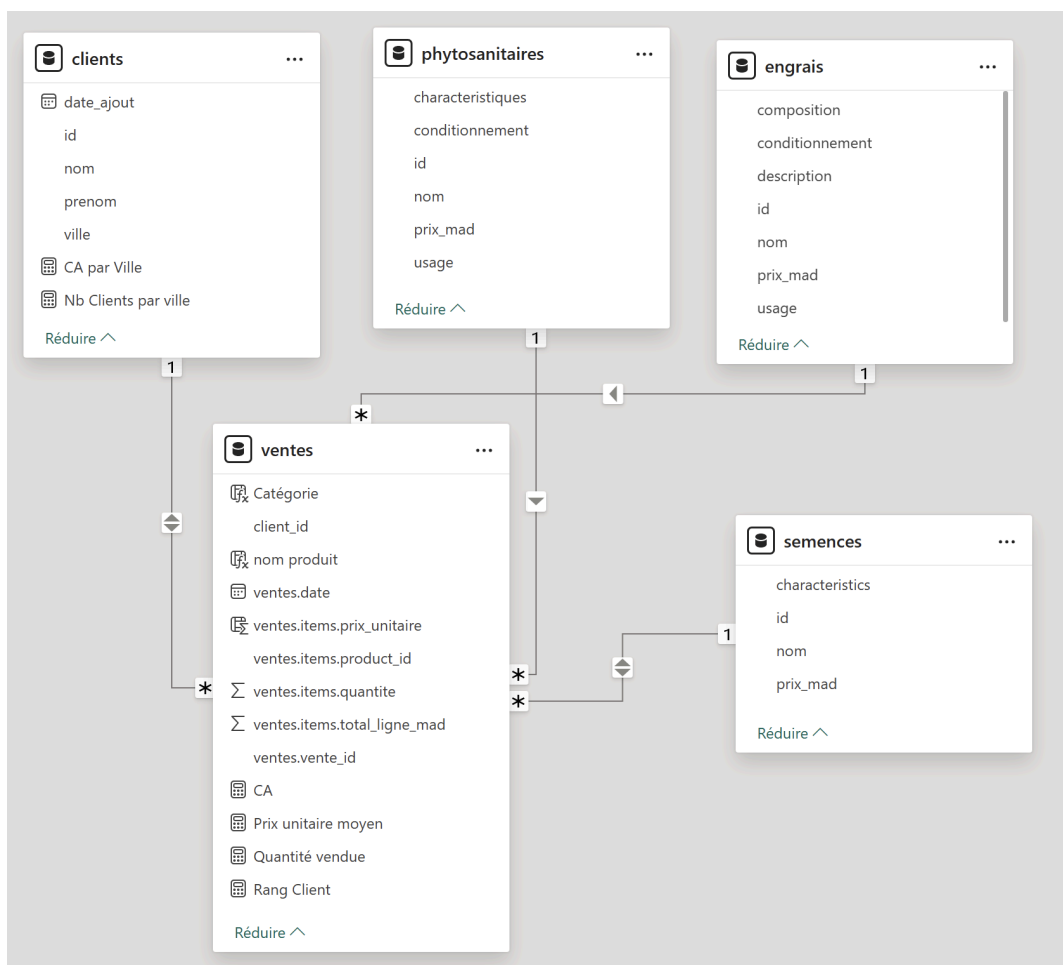 clients
...
date_ajout
id
nom
prenom
ville
CA par Ville
Nb Clients par ville
Réduire
1
phytosanitaires
...
characteristiques
conditionnement
id
nom
prix_mad
usage
Réduire
1
engrais
...
composition
conditionnement
description
id
nom
prix_mad
usage
Réduire
1
*
ventes
...
Catégorie
client_id
nom produit
ventes.date
ventes.items.prix_unitaire
ventes.items.product_id
ventes.items.quantite
ventes.items.total_ligne_mad
ventes.vente_id
CA
Prix unitaire moyen
Quantité vendue
Rang Client
Réduire
*
*
*
semences
...
characteristics
id
nom
prix_mad
Réduire
1